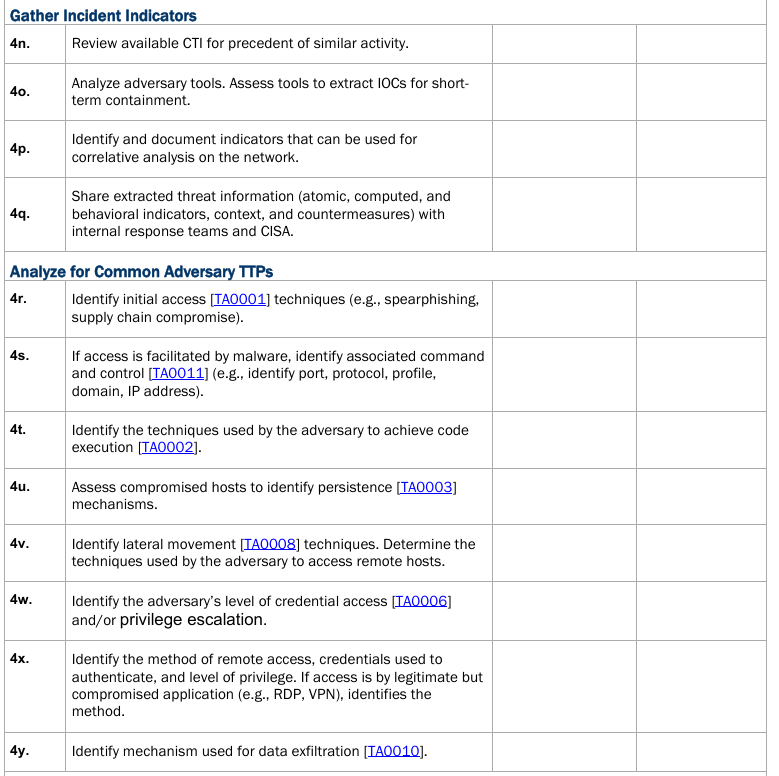 Gather Incident Indicators
4n. Review available CTI for precedent of similar activity.
4o. Analyze adversary tools. Assess tools to extract IOCs for short-
term containment.
4p. Identify and document indicators that can be used for
correlative analysis on the network.
4q. Share extracted threat information (atomic, computed, and
behavioral indicators, context, and countermeasures) with
internal response teams and CISA.
Analyze for Common Adversary TTPs
4r. Identify initial access [TA0001] techniques (e.g., spearphishing,
supply chain compromise).
4s. If access is facilitated by malware, identify associated command
and control [TA0011] (e.g., identify port, protocol, profile,
domain, IP address).
4t. Identify the techniques used by the adversary to achieve code
execution [TA0002].
4u. Assess compromised hosts to identify persistence [TA0003]
mechanisms.
4v. Identify lateral movement [TA0008] techniques. Determine the
techniques used by the adversary to access remote hosts.
4w. Identify the adversary’s level of credential access [TA0006]
and/or privilege escalation.
4x. Identify the method of remote access, credentials used to
authenticate, and level of privilege. If access is by legitimate but
compromised application (e.g., RDP, VPN), identifies the
method.
4y. Identify mechanism used for data exfiltration [TA0010].